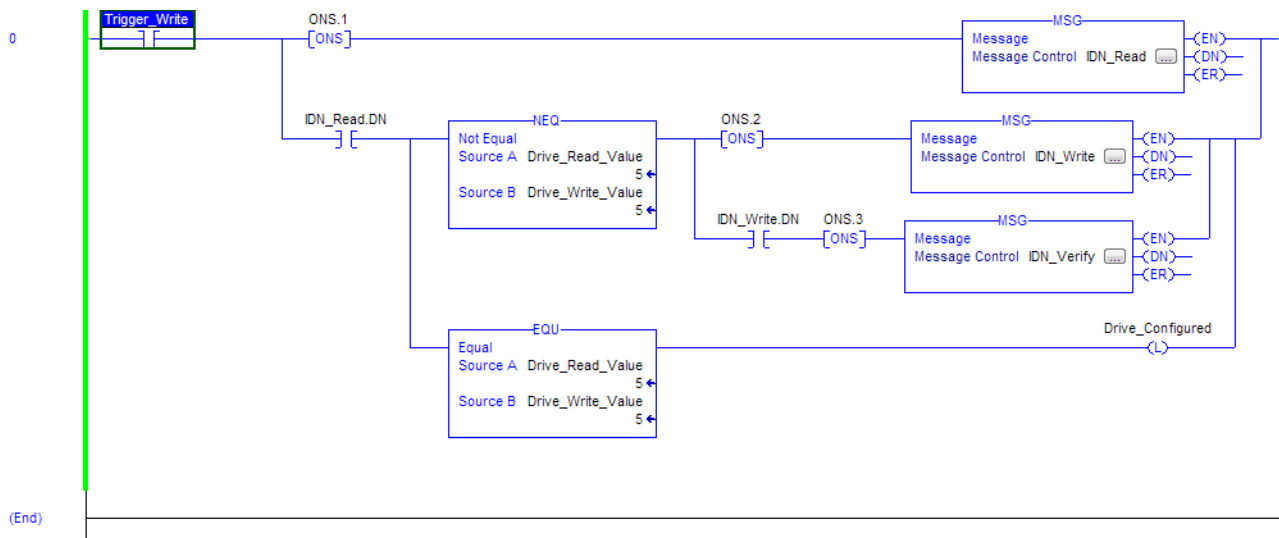 Trigger_Write
ONS.1
MSG
0
ONS
Message
EN
Message Control IDN_Read ...
DN
ER
IDN_Read.DN
NEQ
ONS.2
MSG
Not Equal
ONS
Message
EN
Source A Drive_Read_Value
Message Control IDN_Write ...
DN
5
ER
Source B Drive_Write_Value
5
IDN_Write.DN
ONS.3
MSG
ONS
Message
EN
Message Control IDN_Verify ...
DN
ER
EQU
Drive_Configured
Equal
L
Source A Drive_Read_Value
5
Source B Drive_Write_Value
5
(End)